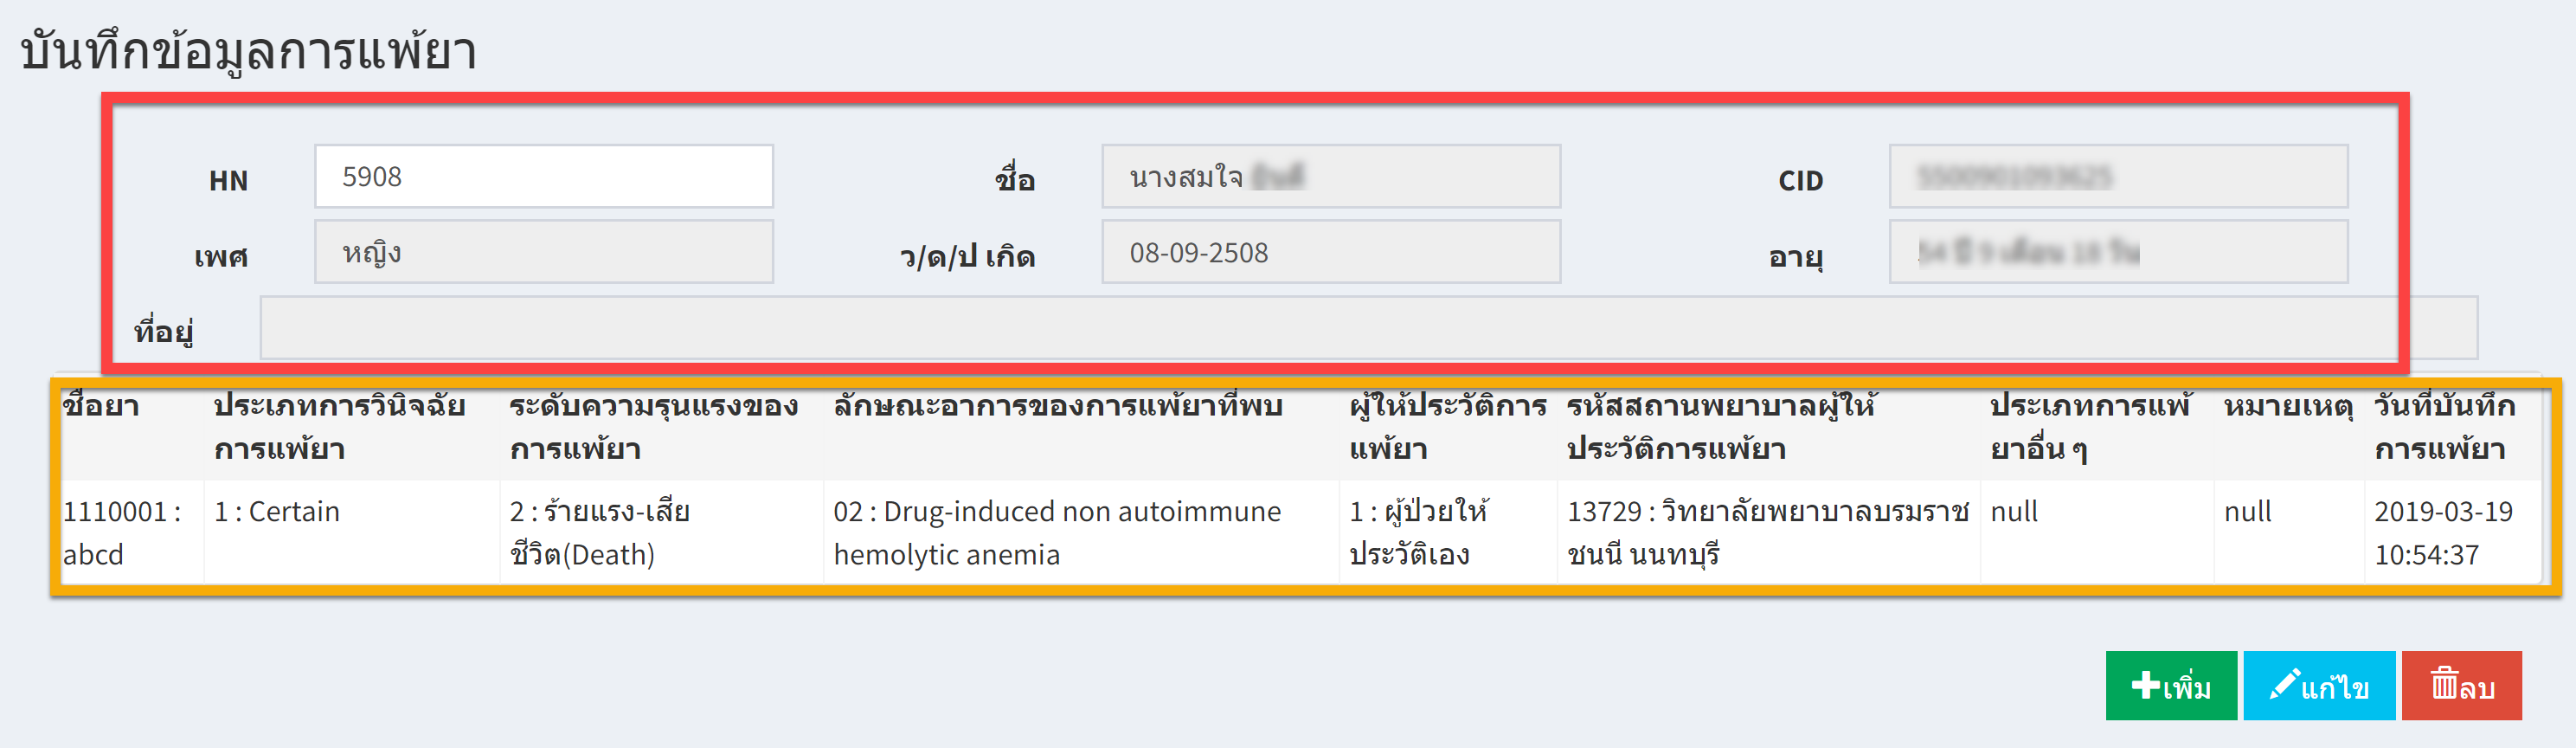 บันทึกข้อมูลการแพ้ยา
HN 5908 ชื่อ นางสมใจ CID
เพศ หญิง ว/ด/ป เกิด 08-09-2508 อายุ
ที่อยู่
ชื่อยา ประเภทการวินิจฉัย ระดับความรุนแรงของ ลักษณะอาการของการแพ้ยาที่พบ ผู้ให้ประวัติการ รหัสสถานพยาบาลผู้ให้ ประเภทการแพ้ หมายเหตุ วันที่บันทึก
การแพ้ยา การแพ้ยา แพ้ยา ประวัติการแพ้ยา ยาอื่น ๆ การแพ้ยา
1110001 : 1 : Certain 2 : ร้ายแรง-เสีย 02 : Drug-induced non autoimmune 1 : ผู้ป่วยให้ 13729 : วิทยาลัยพยาบาลบรมราช null null 2019-03-19
abcd ชีวิต(Death) hemolytic anemia ประวัติเอง ชนนี นนทบุรี 10:54:37
เพิ่ม แก้ไข ลบ